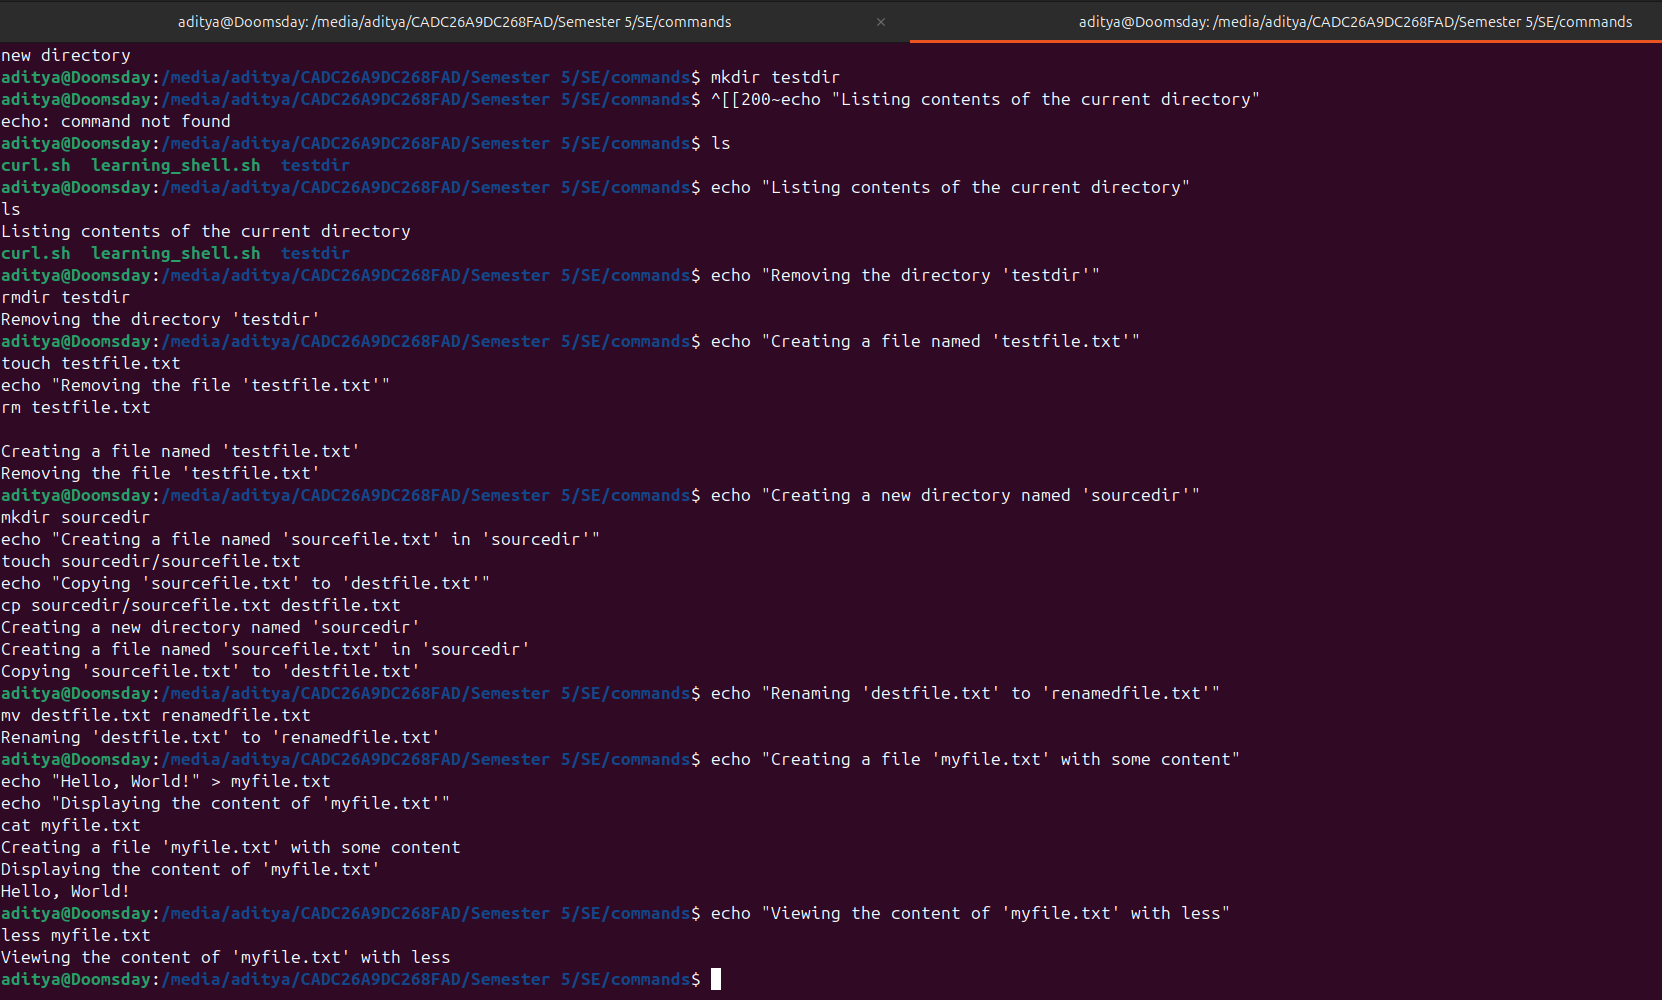 aditya@Doomsday: /media/aditya/CADC26A9DC268FAD/Semester 5/SE/commands × aditya@Doomsday: /media/aditya/CADC26A9DC268FAD/Semester 5/SE/commands
new directory
aditya@Doomsday:/media/aditya/CADC26A9DC268FAD/Semester 5/SE/commands$ mkdir testdir
aditya@Doomsday:/media/aditya/CADC26A9DC268FAD/Semester 5/SE/commands$ ^[[200~echo "Listing contents of the current directory"
echo: command not found
aditya@Doomsday:/media/aditya/CADC26A9DC268FAD/Semester 5/SE/commands$ ls
curl.sh  learning_shell.sh  testdir
aditya@Doomsday:/media/aditya/CADC26A9DC268FAD/Semester 5/SE/commands$ echo "Listing contents of the current directory"
ls
Listing contents of the current directory
curl.sh  learning_shell.sh  testdir
aditya@Doomsday:/media/aditya/CADC26A9DC268FAD/Semester 5/SE/commands$ echo "Removing the directory 'testdir'"
rmdir testdir
Removing the directory 'testdir'
aditya@Doomsday:/media/aditya/CADC26A9DC268FAD/Semester 5/SE/commands$ echo "Creating a file named 'testfile.txt'"
touch testfile.txt
echo "Removing the file 'testfile.txt'"
rm testfile.txt
Creating a file named 'testfile.txt'
Removing the file 'testfile.txt'
aditya@Doomsday:/media/aditya/CADC26A9DC268FAD/Semester 5/SE/commands$ echo "Creating a new directory named 'sourcedir'"
mkdir sourcedir
echo "Creating a file named 'sourcefile.txt' in 'sourcedir'"
touch sourcedir/sourcefile.txt
echo "Copying 'sourcefile.txt' to 'destfile.txt'"
cp sourcedir/sourcefile.txt destfile.txt
Creating a new directory named 'sourcedir'
Creating a file named 'sourcefile.txt' in 'sourcedir'
Copying 'sourcefile.txt' to 'destfile.txt'
aditya@Doomsday:/media/aditya/CADC26A9DC268FAD/Semester 5/SE/commands$ echo "Renaming 'destfile.txt' to 'renamedfile.txt'"
mv destfile.txt renamedfile.txt
Renaming 'destfile.txt' to 'renamedfile.txt'
aditya@Doomsday:/media/aditya/CADC26A9DC268FAD/Semester 5/SE/commands$ echo "Creating a file 'myfile.txt' with some content"
echo "Hello, World!" > myfile.txt
echo "Displaying the content of 'myfile.txt'"
cat myfile.txt
Creating a file 'myfile.txt' with some content
Displaying the content of 'myfile.txt'
Hello, World!
aditya@Doomsday:/media/aditya/CADC26A9DC268FAD/Semester 5/SE/commands$ echo "Viewing the content of 'myfile.txt' with less"
less myfile.txt
Viewing the content of 'myfile.txt' with less
aditya@Doomsday:/media/aditya/CADC26A9DC268FAD/Semester 5/SE/commands$